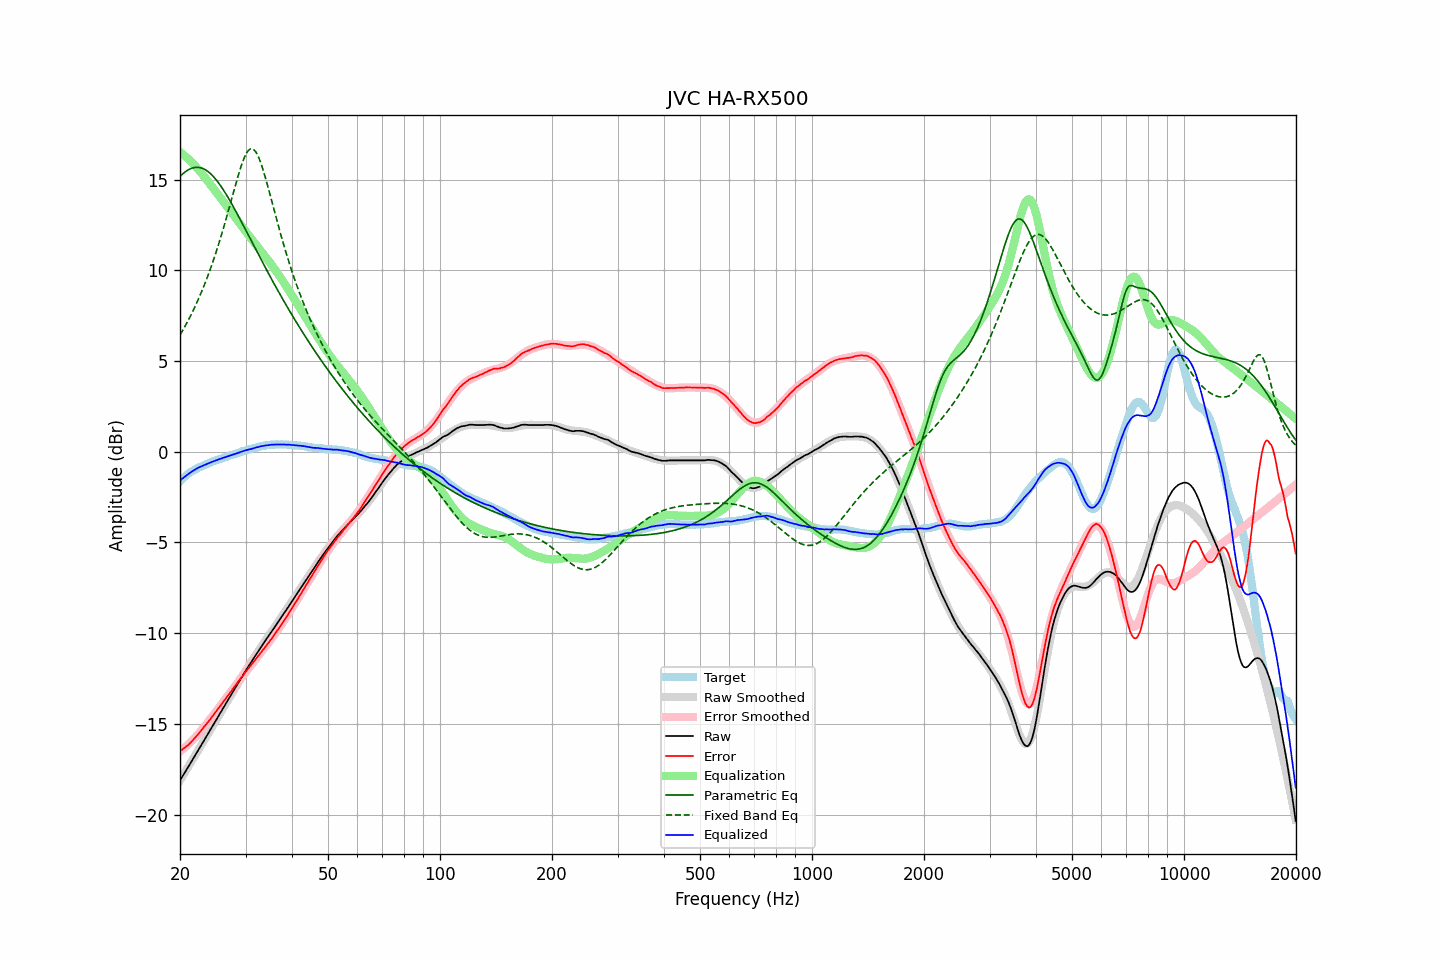 JVC HA-RX500
Amplitude (dBr)
15
10
5
0
−5
−10
−15
−20
Target
Raw Smoothed
Error Smoothed
Raw
Error
Equalization
Parametric Eq
Fixed Band Eq
Equalized
20 50 100 200 500 1000 2000 5000 10000 20000
Frequency (Hz)